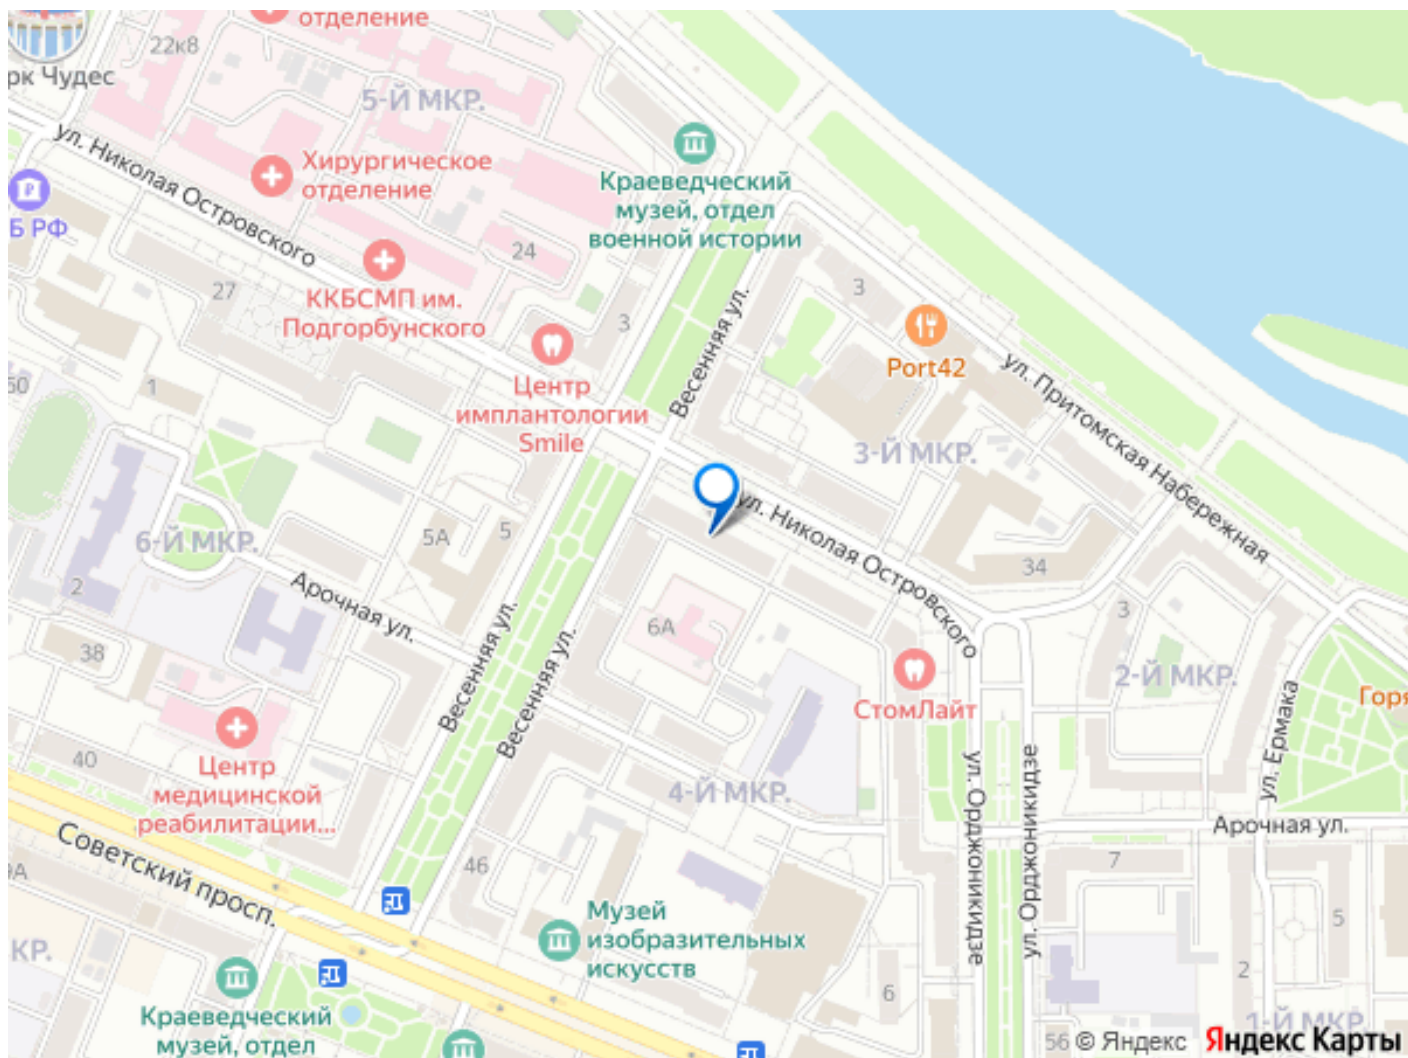 отделение
22к8
рк Чудес
5-Й МКР.
ул. Николая Островского
Хирургическое
отделение
Краеведческий
музей, отдел
военной истории
Б РФ
24
27
ККБСМП им.
Подгорбунского
3
3
Port42
Весенняя ул.
ул. Притомская Набережная
Центр
имплантологии
Smile
1
3-Й МКР.
ул. Николая Островского
5А
5
6-Й МКР.
Арочная ул.
2
34
3
6А
38
Весенняя ул.
Весенняя ул.
СтомЛайт
2-Й МКР.
Горя
ул. Ермака
40
Центр
медицинской
реабилитации...
4-Й МКР.
ул. Орджоникидзе
ул. Орджоникидзе
Арочная ул.
Советский просп.
46
7
Музей
изобразительных
искусств
5
КР.
2
6
Краеведческий
музей, отдел
1-Й МКР.
56
© Яндекс
Яндекс Карты